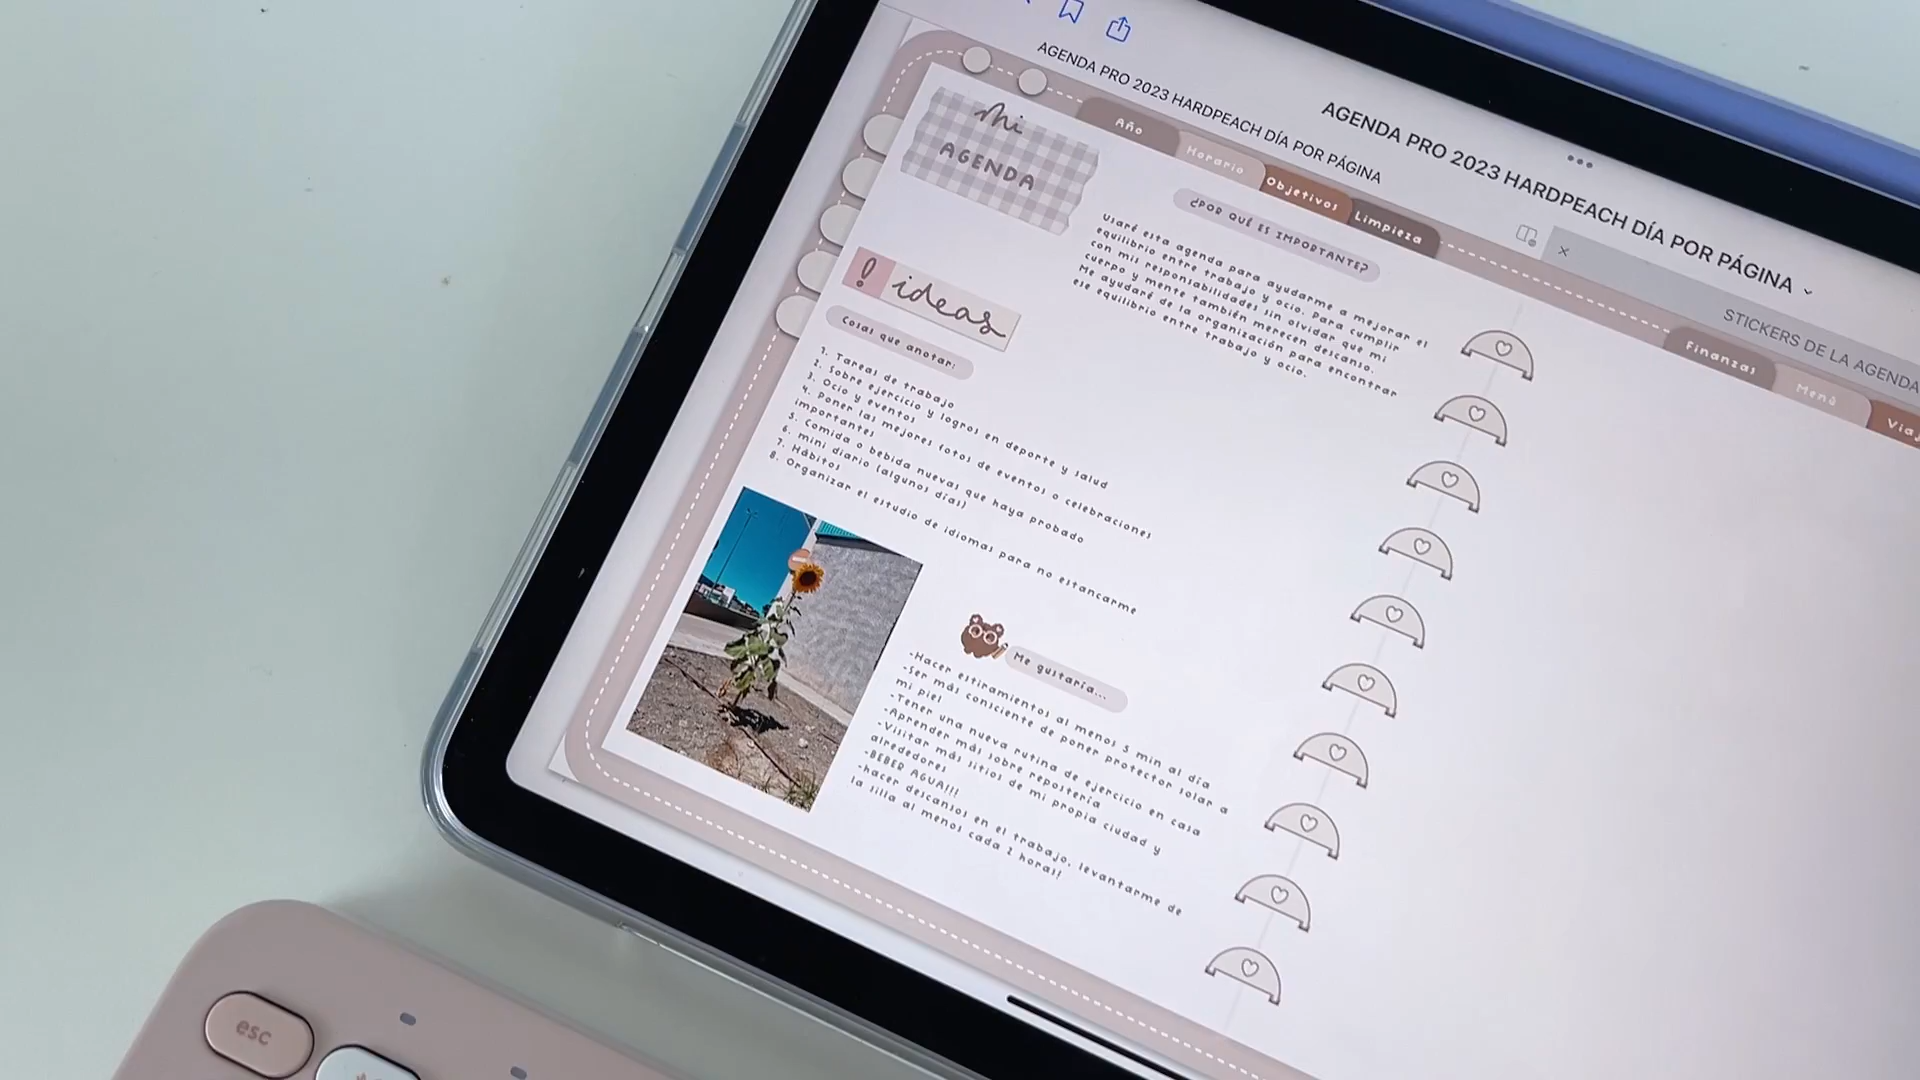 AGENDA PRO 2023 HARDPEACH DÍA POR PÁGINA
AGENDA PRO 2023 HARDPEACH DÍA POR PÁGINA
STICKERS DE LA AGENDA
Año
Horario
Objetivos
Limpieza
Finanzas
Menú
mi
AGENDA
! ideas
Cosas que anotar:
1. Tareas de trabajo
2. Sobre ejercicio y logros en deporte y salud
3. Ocio y eventos
4. Poner las mejores fotos de eventos o celebraciones
importantes
5. Comida o bebida nuevas que haya probado
6. mini diario (algunos días)
7. Hábitos
8. Organizar el estudio de idiomas para no estancarme
¿POR QUÉ ES IMPORTANTE?
Usaré esta agenda para ayudarme a mejorar el
equilibrio entre trabajo y ocio. Para cumplir
con mis responsabilidades sin olvidar que mi
cuerpo y mente también merecen descanso.
Me ayudaré de la organización para encontrar
ese equilibrio entre trabajo y ocio.
Me gustaría...
-Hacer estiramientos al menos 5 min al día
-Ser más consciente de poner protector solar a
mi piel
-Tener una nueva rutina de ejercicio en casa
-Aprender más sobre repostería
-Visitar más sitios de mi propia ciudad y
alrededores
-BEBER AGUA!!!
-hacer descansos en el trabajo, levantarme de
la silla al menos cada 2 horas!
esc